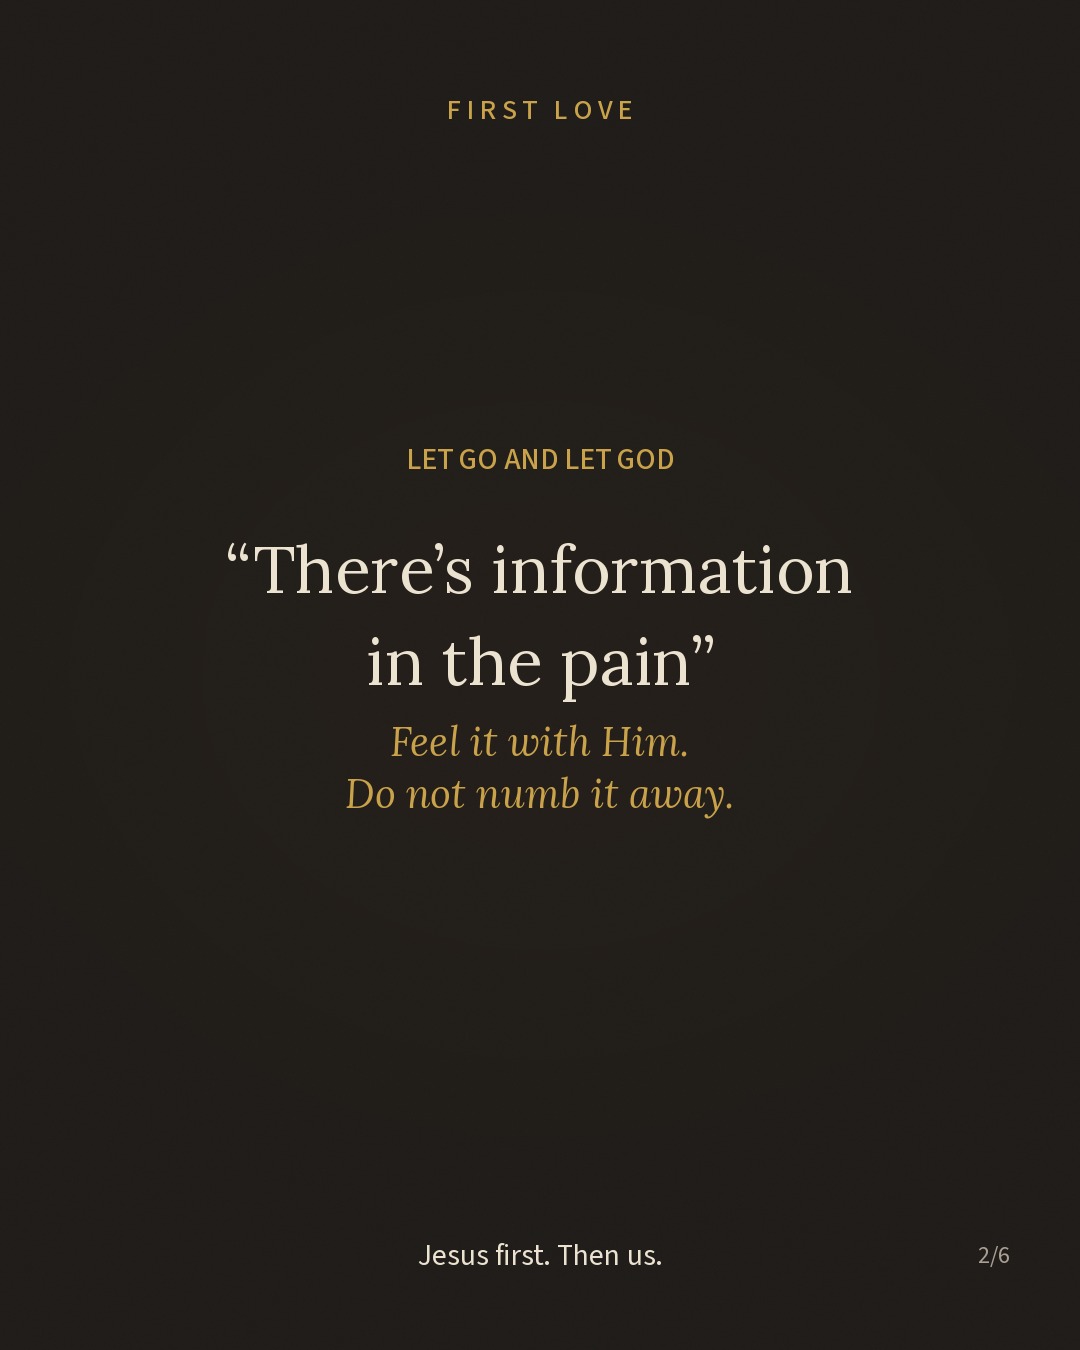 FIRST LOVE
LET GO AND LET GOD
“There’s information
in the pain”
Feel it with Him.
Do not numb it away.
Jesus first. Then us.
2/6